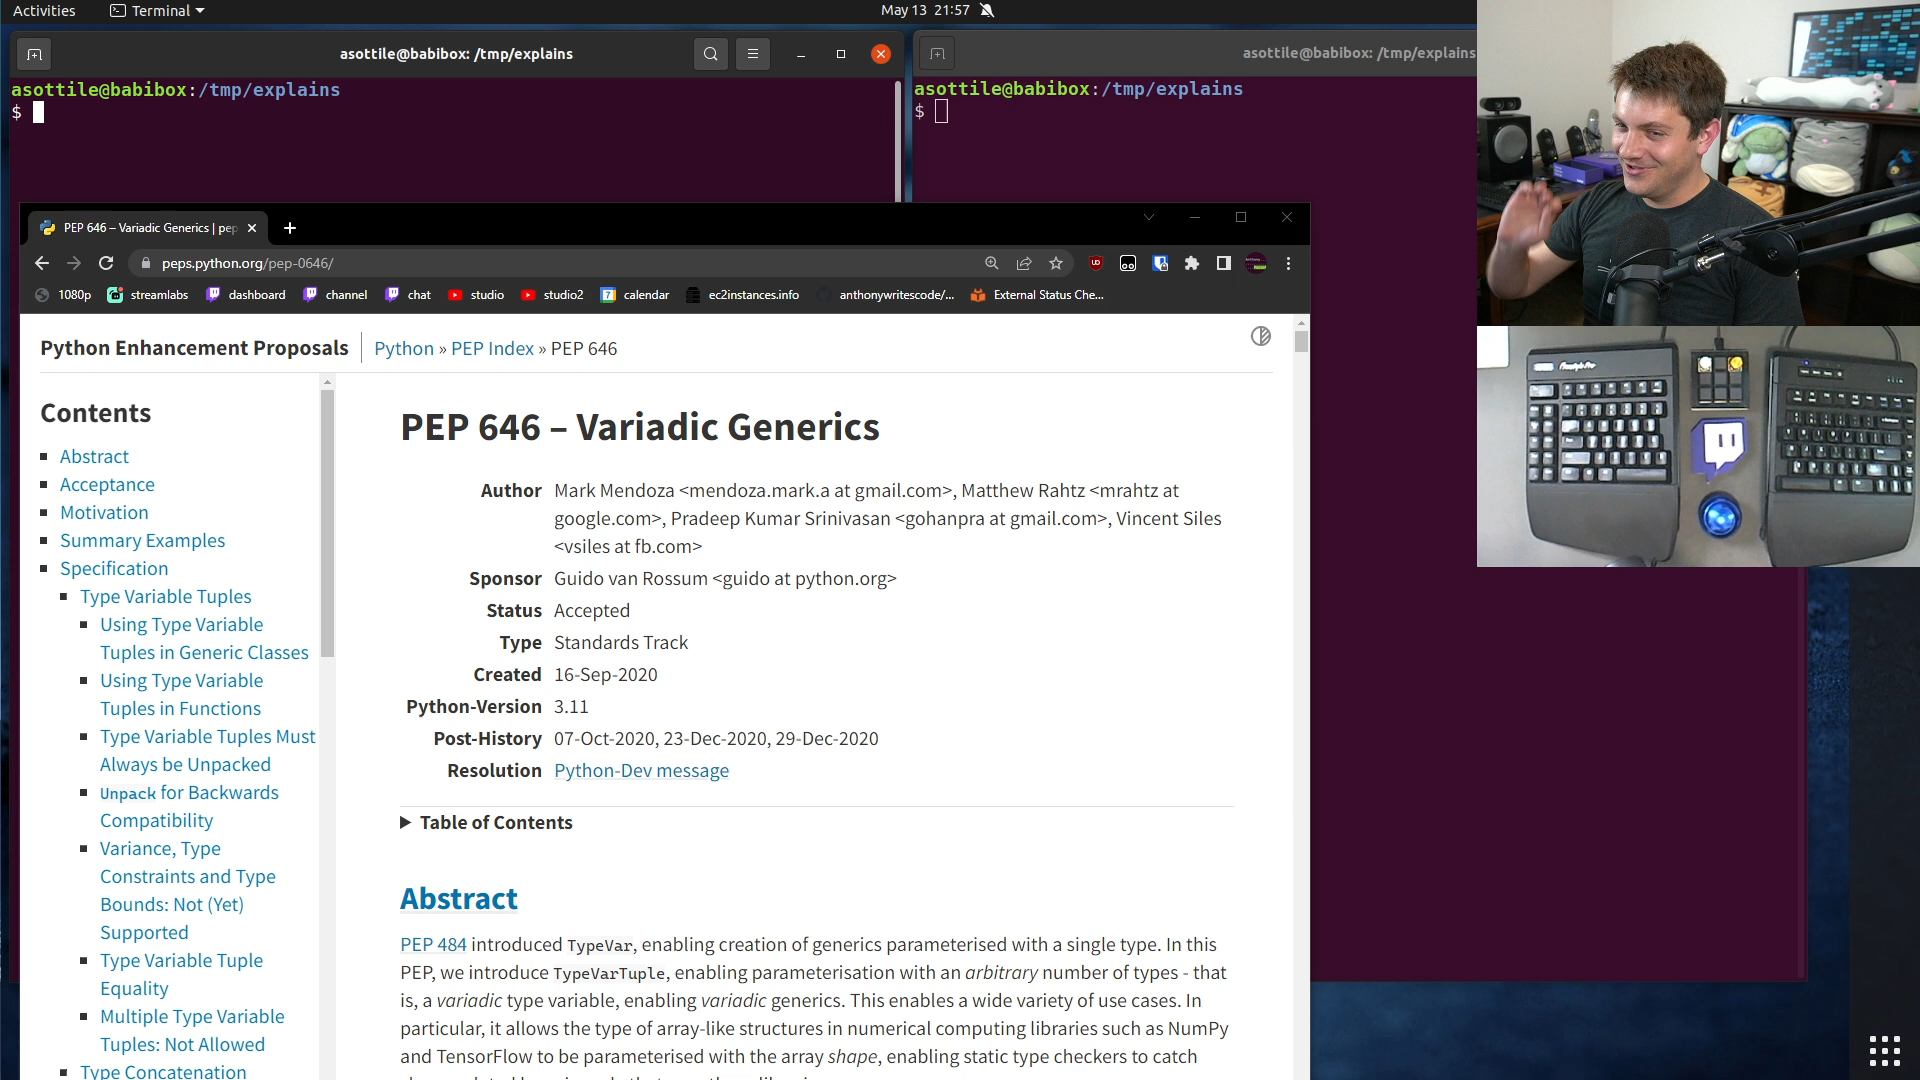 Activities
Terminal
May 13 21:57
asottile@babibox: /tmp/explains
asottile@babibox:/tmp/explains
$
asottile@babibox: /tmp/explains
asottile@babibox:/tmp/explains
$
PEP 646 – Variadic Generics | pep
peps.python.org/pep-0646/
1080p
streamlabs
dashboard
channel
chat
studio
studio2
calendar
ec2instances.info
anthonywritescode/...
External Status Che...
Python Enhancement Proposals
Python » PEP Index » PEP 646
Contents
Abstract
Acceptance
Motivation
Summary Examples
Specification
Type Variable Tuples
Using Type Variable
Tuples in Generic Classes
Using Type Variable
Tuples in Functions
Type Variable Tuples Must
Always be Unpacked
Unpack for Backwards
Compatibility
Variance, Type
Constraints and Type
Bounds: Not (Yet)
Supported
Type Variable Tuple
Equality
Multiple Type Variable
Tuples: Not Allowed
Type Concatenation
PEP 646 – Variadic Generics
Author Mark Mendoza <mendoza.mark.a at gmail.com>, Matthew Rahtz <mrahtz at
google.com>, Pradeep Kumar Srinivasan <gohanpra at gmail.com>, Vincent Siles
<vsiles at fb.com>
Sponsor Guido van Rossum <guido at python.org>
Status Accepted
Type Standards Track
Created 16-Sep-2020
Python-Version 3.11
Post-History 07-Oct-2020, 23-Dec-2020, 29-Dec-2020
Resolution Python-Dev message
Table of Contents
Abstract
PEP 484 introduced TypeVar, enabling creation of generics parameterised with a single type. In this
PEP, we introduce TypeVarTuple, enabling parameterisation with an arbitrary number of types - that
is, a variadic type variable, enabling variadic generics. This enables a wide variety of use cases. In
particular, it allows the type of array-like structures in numerical computing libraries such as NumPy
and TensorFlow to be parameterised with the array shape, enabling static type checkers to catch